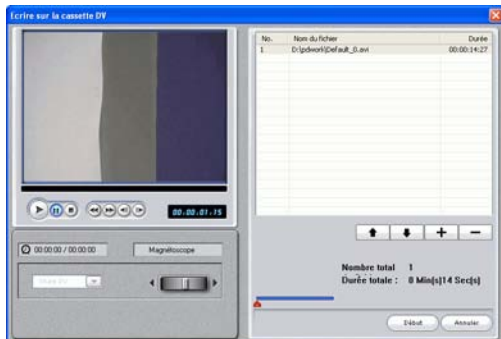 Ecrire sur la cassette DV
No. Nom du fichier Durée
1 D:\pdwork\Default_0.avi 00:00:14:27
00:00:01.15
00:00:00 / 00:00:00 Magnétoscope
Nombre total 1
Durée totale : 0 Min(s)14 Sec(s)
Début Annuler